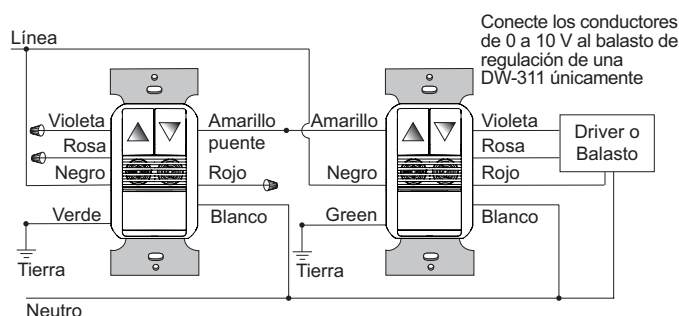 Conecte los conductores
de 0 a 10 V al balasto de
regulación de una
DW-311 únicamente
Línea
Violeta
Rosa
Negro
Verde
Tierra
Amarillo
puente
Rojo
Blanco
Amarillo
Negro
Green
Tierra
Violeta
Rosa
Rojo
Blanco
Driver o
Balasto
Neutro